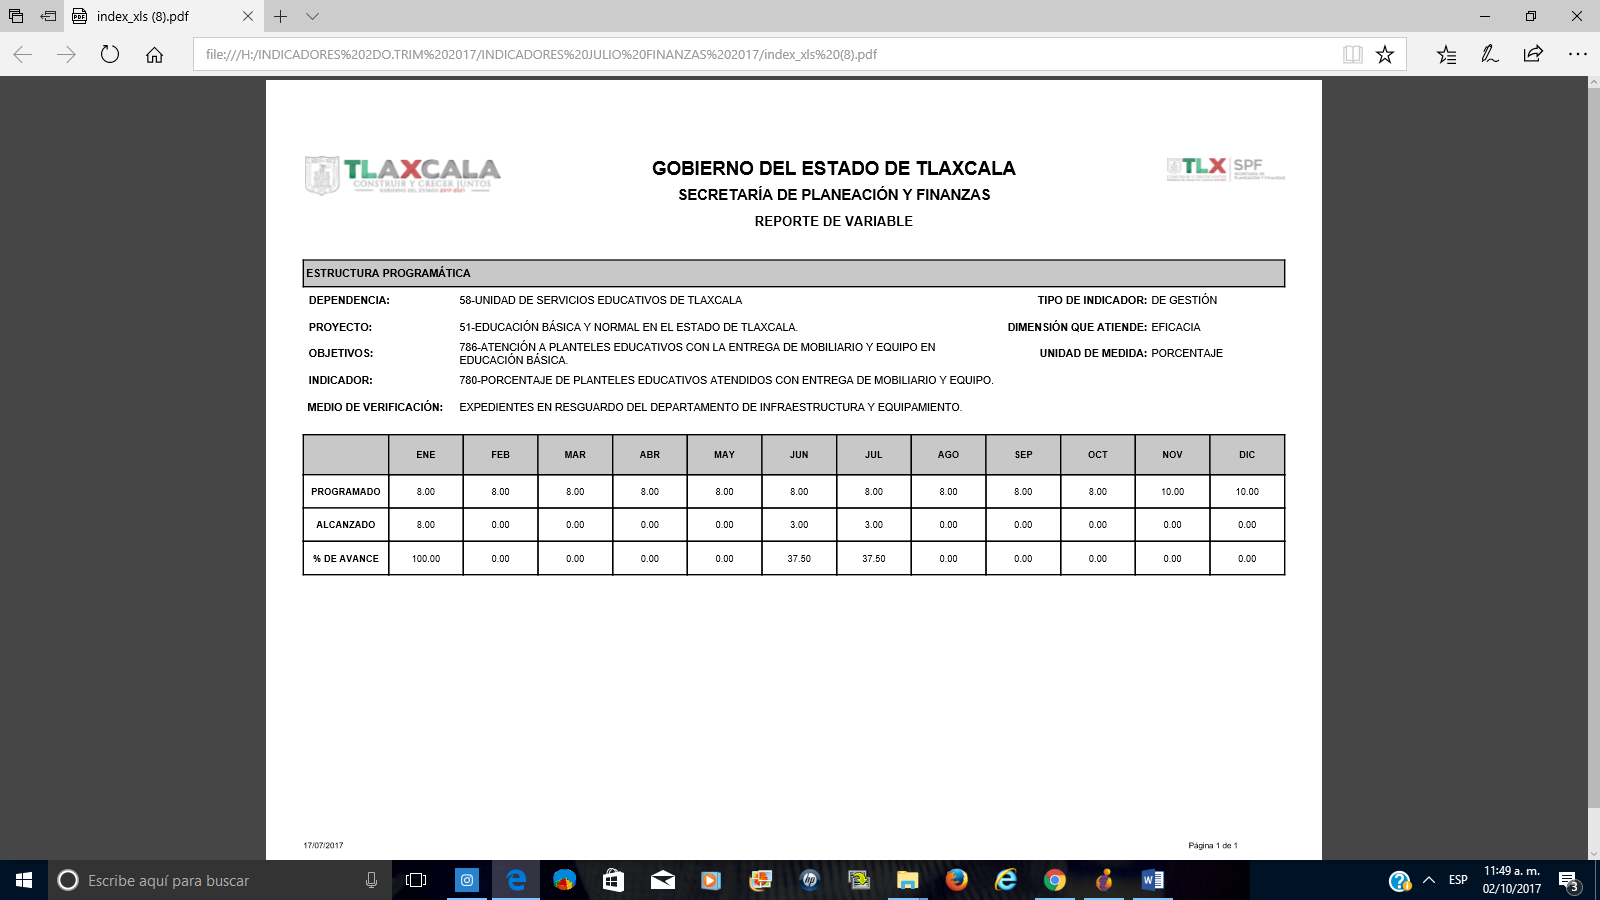 index_xls (8).pdf
file:///H:/INDICADORES%202DO.TRIM%202017/INDICADORES%20JULIO%20FINANZAS%202017/index_xls%20(8).pdf
TLAXCALA
CONSTRUIR Y CRECER JUNTOS
GOBIERNO DEL ESTADO 2017-2021
GOBIERNO DEL ESTADO DE TLAXCALA
SECRETARÍA DE PLANEACIÓN Y FINANZAS
REPORTE DE VARIABLE
TLX SPF
ESTRUCTURA PROGRAMÁTICA
DEPENDENCIA: 58-UNIDAD DE SERVICIOS EDUCATIVOS DE TLAXCALA TIPO DE INDICADOR: DE GESTIÓN
PROYECTO: 51-EDUCACIÓN BÁSICA Y NORMAL EN EL ESTADO DE TLAXCALA. DIMENSIÓN QUE ATIENDE: EFICACIA
OBJETIVOS: 786-ATENCIÓN A PLANTELES EDUCATIVOS CON LA ENTREGA DE MOBILIARIO Y EQUIPO EN
EDUCACIÓN BÁSICA. UNIDAD DE MEDIDA: PORCENTAJE
INDICADOR: 780-PORCENTAJE DE PLANTELES EDUCATIVOS ATENDIDOS CON ENTREGA DE MOBILIARIO Y EQUIPO.
MEDIO DE VERIFICACIÓN: EXPEDIENTES EN RESGUARDO DEL DEPARTAMENTO DE INFRAESTRUCTURA Y EQUIPAMIENTO.
ENE FEB MAR ABR MAY JUN JUL AGO SEP OCT NOV DIC
PROGRAMADO 8.00 8.00 8.00 8.00 8.00 8.00 8.00 8.00 8.00 8.00 10.00 10.00
ALCANZADO 8.00 0.00 0.00 0.00 0.00 3.00 3.00 0.00 0.00 0.00 0.00 0.00
% DE AVANCE 100.00 0.00 0.00 0.00 0.00 37.50 37.50 0.00 0.00 0.00 0.00 0.00
17/07/2017 Página 1 de 1
Escribe aquí para buscar
ESP
11:49 a. m.
02/10/2017
3